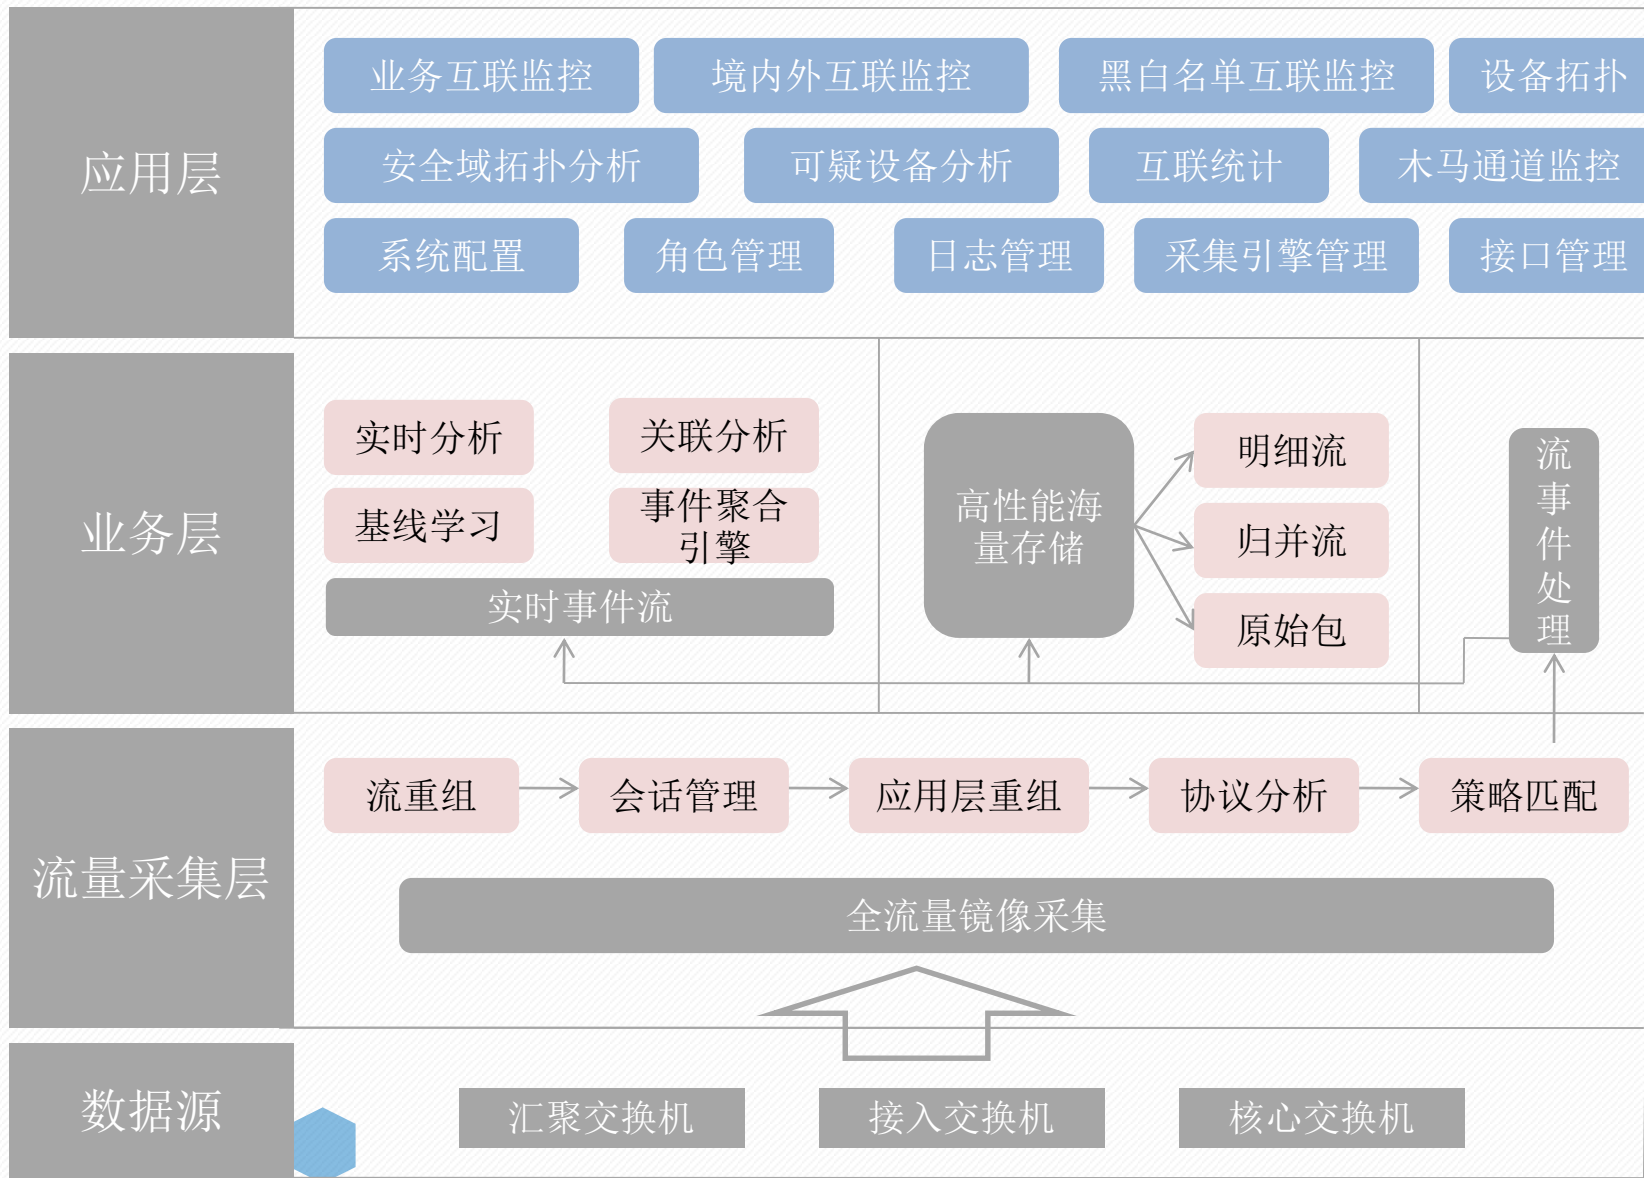 应用层
业务互联监控
境内外互联监控
黑白名单互联监控
设备拓扑
安全域拓扑分析
可疑设备分析
互联统计
木马通道监控
系统配置
角色管理
日志管理
采集引擎管理
接口管理
业务层
实时分析
关联分析
基线学习
事件聚合
引擎
实时事件流
高性能海
量存储
明细流
归并流
原始包
流
事
件
处
理
流量采集层
流重组
会话管理
应用层重组
协议分析
策略匹配
全流量镜像采集
数据源
汇聚交换机
接入交换机
核心交换机